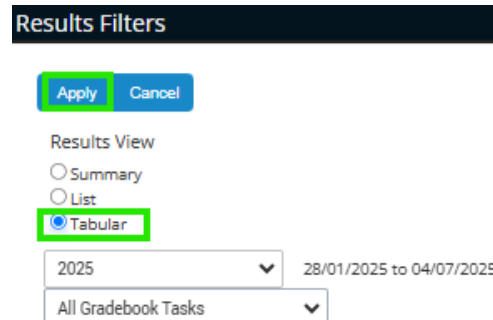 Results Filters
Apply Cancel
Results View
Summary
List
Tabular
2025 28/01/2025 to 04/07/2025
All Gradebook Tasks